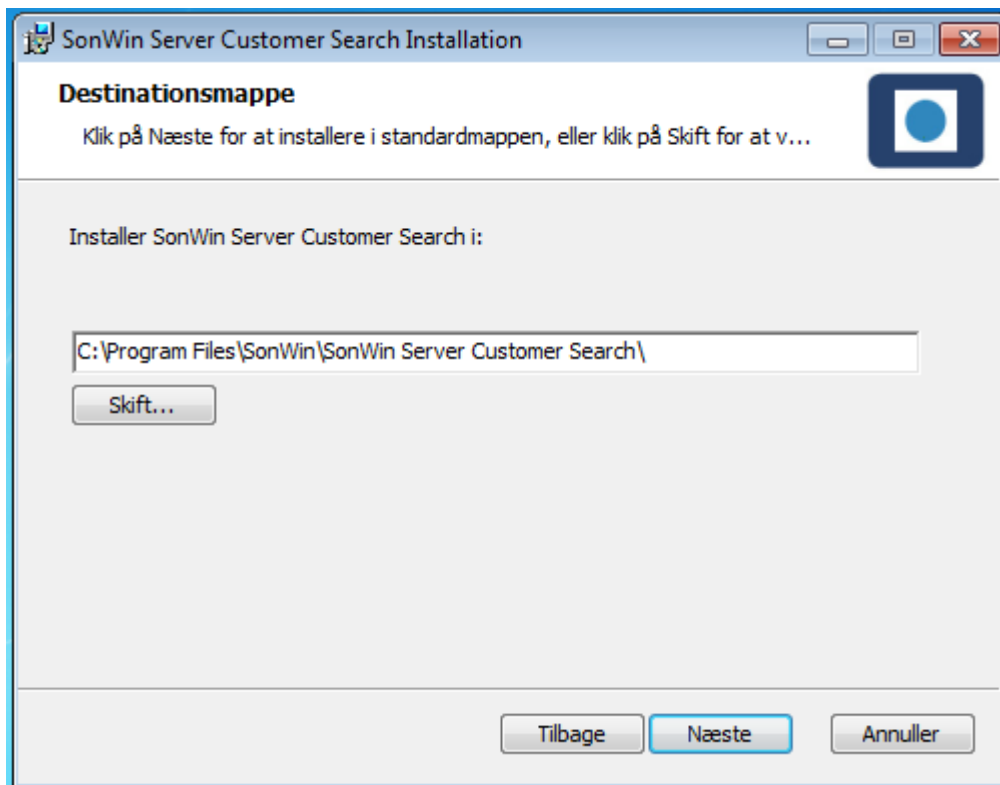 SonWin Server Customer Search Installation
Destinationsmappe
Klik på Næste for at installere i standardmappen, eller klik på Skift for at v...
Installer SonWin Server Customer Search i:
C:\Program Files\SonWin\SonWin Server Customer Search\
Skift...
Tilbage Næste Annuller